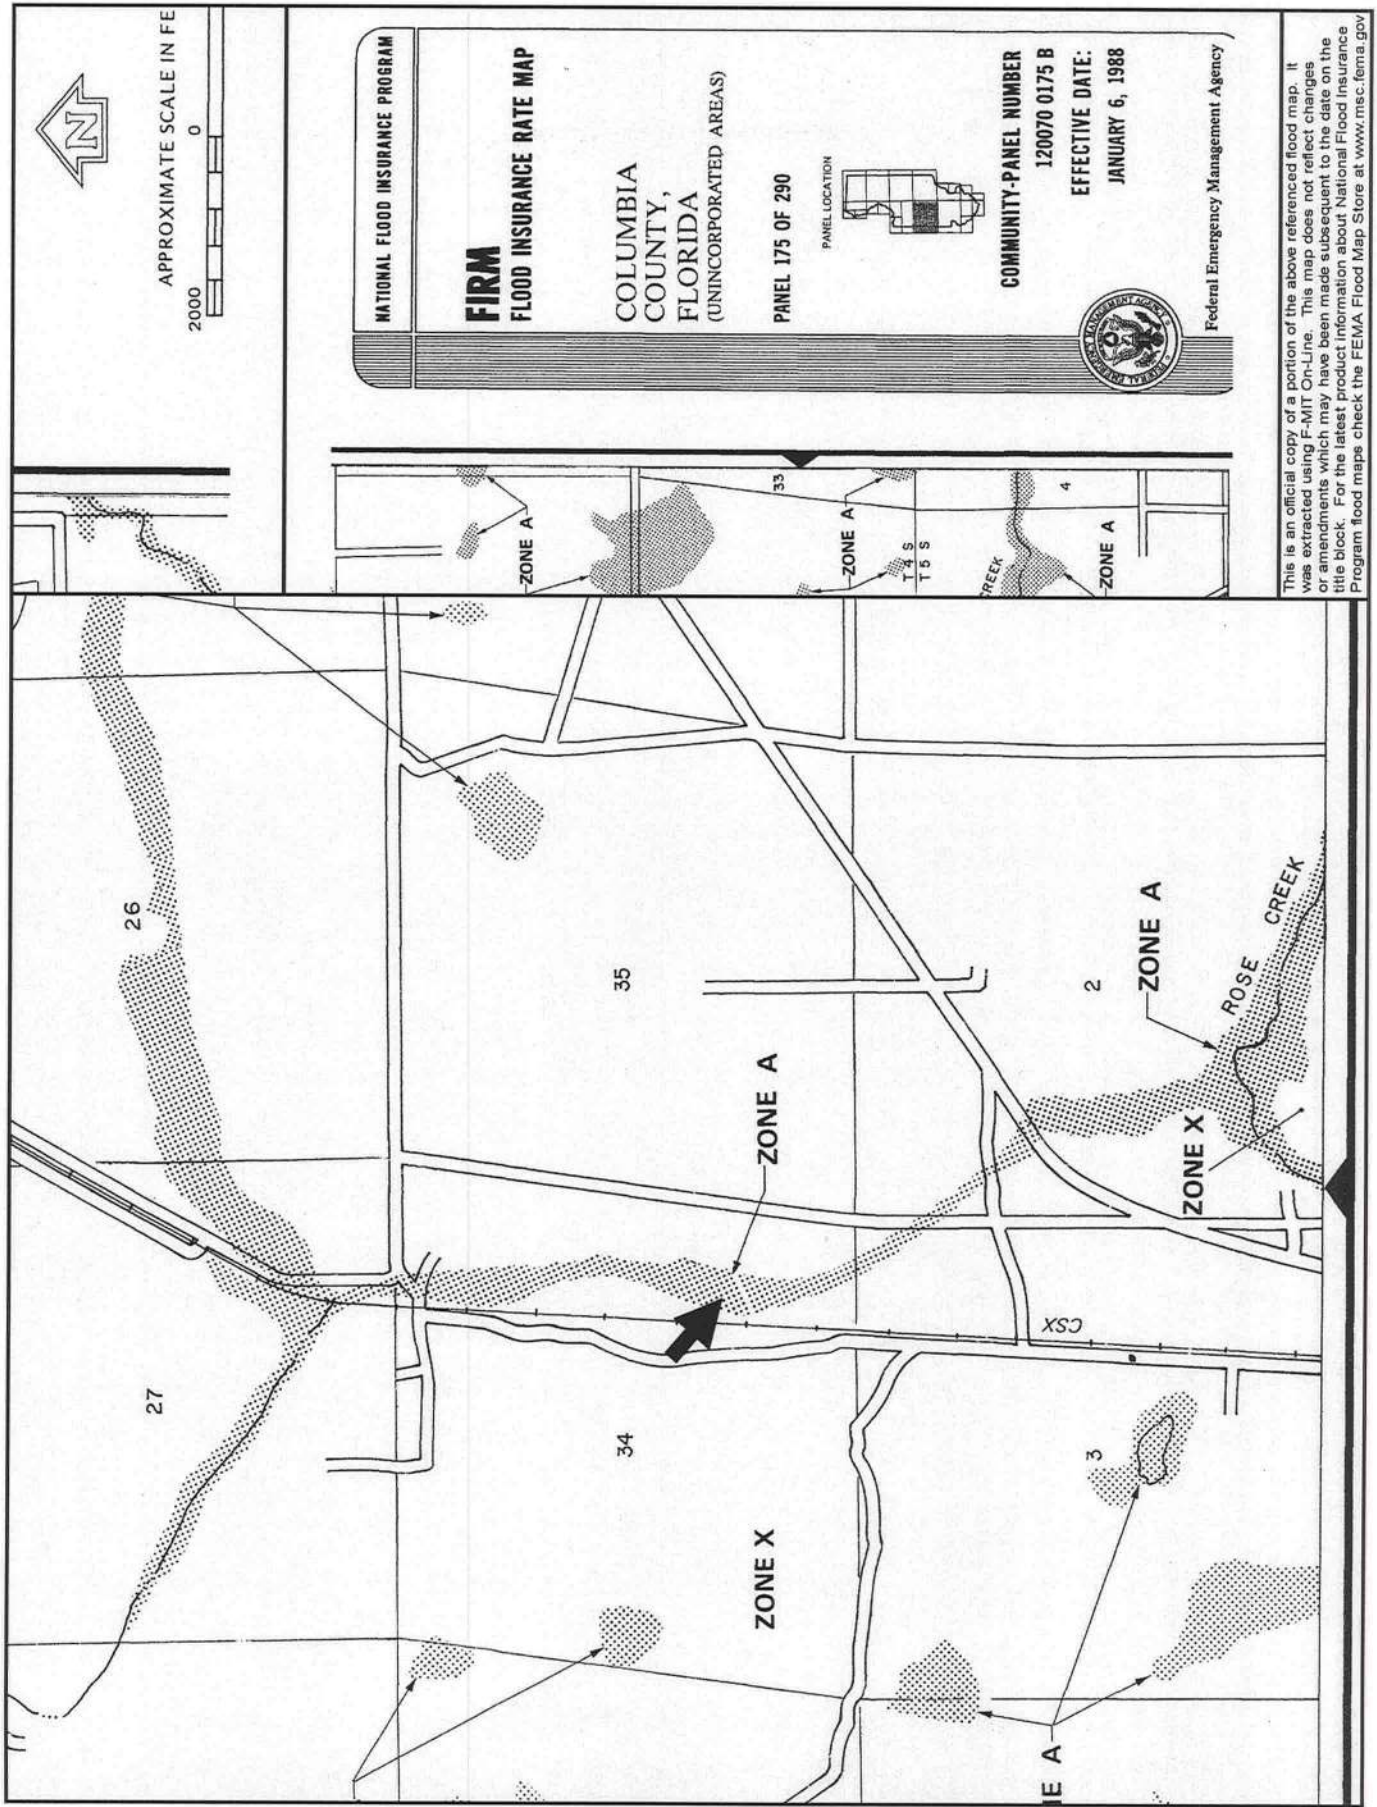 APPROXIMATE SCALE IN FE
2000
0
N
NATIONAL FLOOD INSURANCE PROGRAM
FIRM
FLOOD INSURANCE RATE MAP
COLUMBIA
COUNTY,
FLORIDA
(UNINCORPORATED AREAS)
PANEL 175 OF 290
PANEL LOCATION
COMMUNITY-PANEL NUMBER
120070 0175 B
EFFECTIVE DATE:
JANUARY 6, 1988
FEDERAL EMERGENCY MANAGEMENT AGENCY
Federal Emergency Management Agency
This is an official copy of a portion of the above referenced flood map. It
was extracted using F-MIT On-Line. This map does not reflect changes
or amendments which may have been made subsequent to the date on the
title block. For the latest product information about National Flood Insurance
Program flood maps check the FEMA Flood Map Store at www.msc.fema.gov
ZONE A
33
ZONE A
T 4 S
T 5 S
REEK
4
ZONE A
26
27
35
34
ZONE A
ZONE X
2
ZONE A
ROSE CREEK
ZONE X
CSX
3
IE A